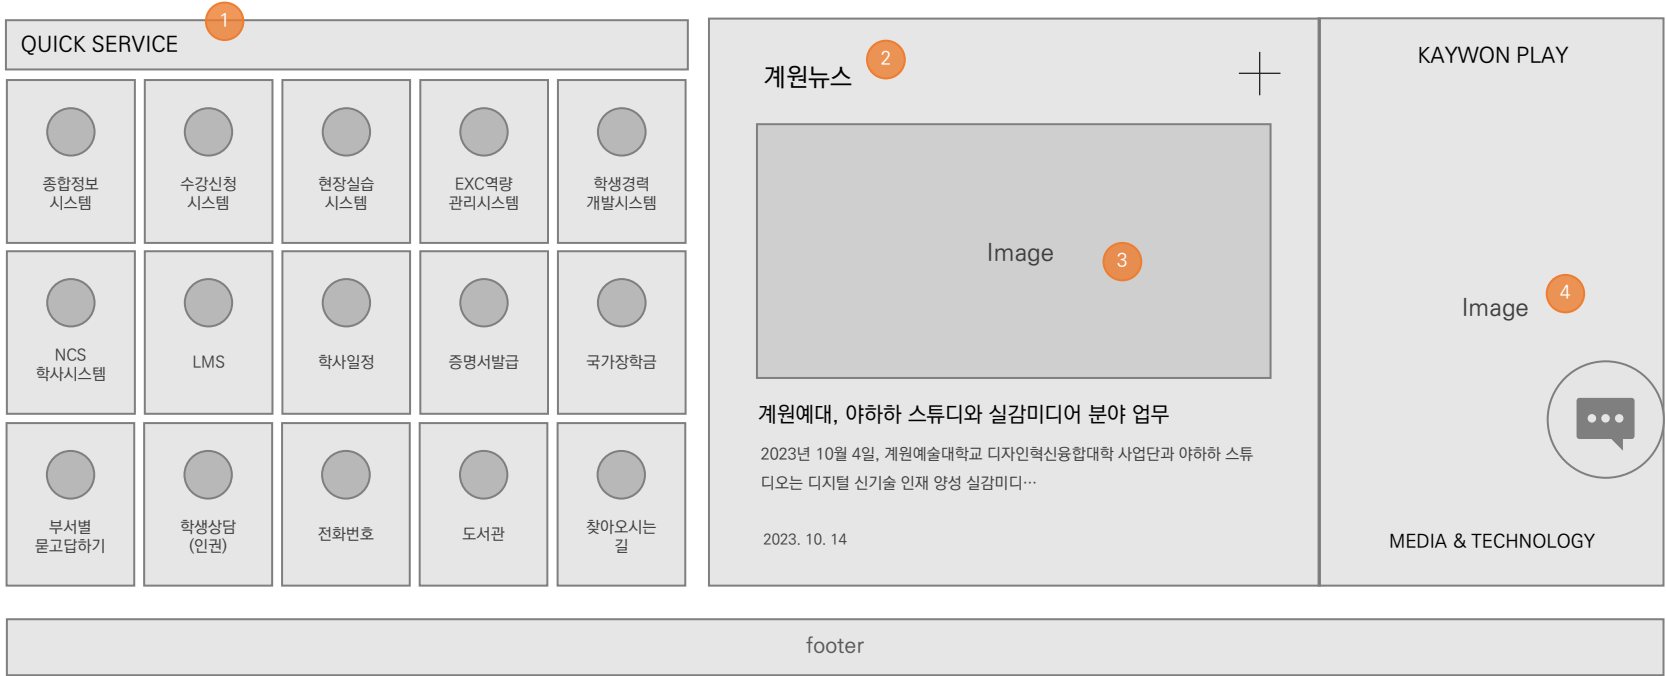 1
QUICK SERVICE
종합정보
시스템
수강신청
시스템
현장실습
시스템
EXC역량
관리시스템
학생경력
개발시스템
NCS
학사시스템
LMS
학사일정
증명서발급
국가장학금
부서별
묻고답하기
학생상담
(인권)
전화번호
도서관
찾아오시는
길
계원뉴스
2
Image
3
계원예대, 야하하 스튜디와 실감미디어 분야 업무
2023년 10월 4일, 계원예술대학교 디자인혁신융합대학 사업단과 야하하 스튜
디오는 디지털 신기술 인재 양성 실감미디…
2023. 10. 14
KAYWON PLAY
Image
4
MEDIA & TECHNOLOGY
footer